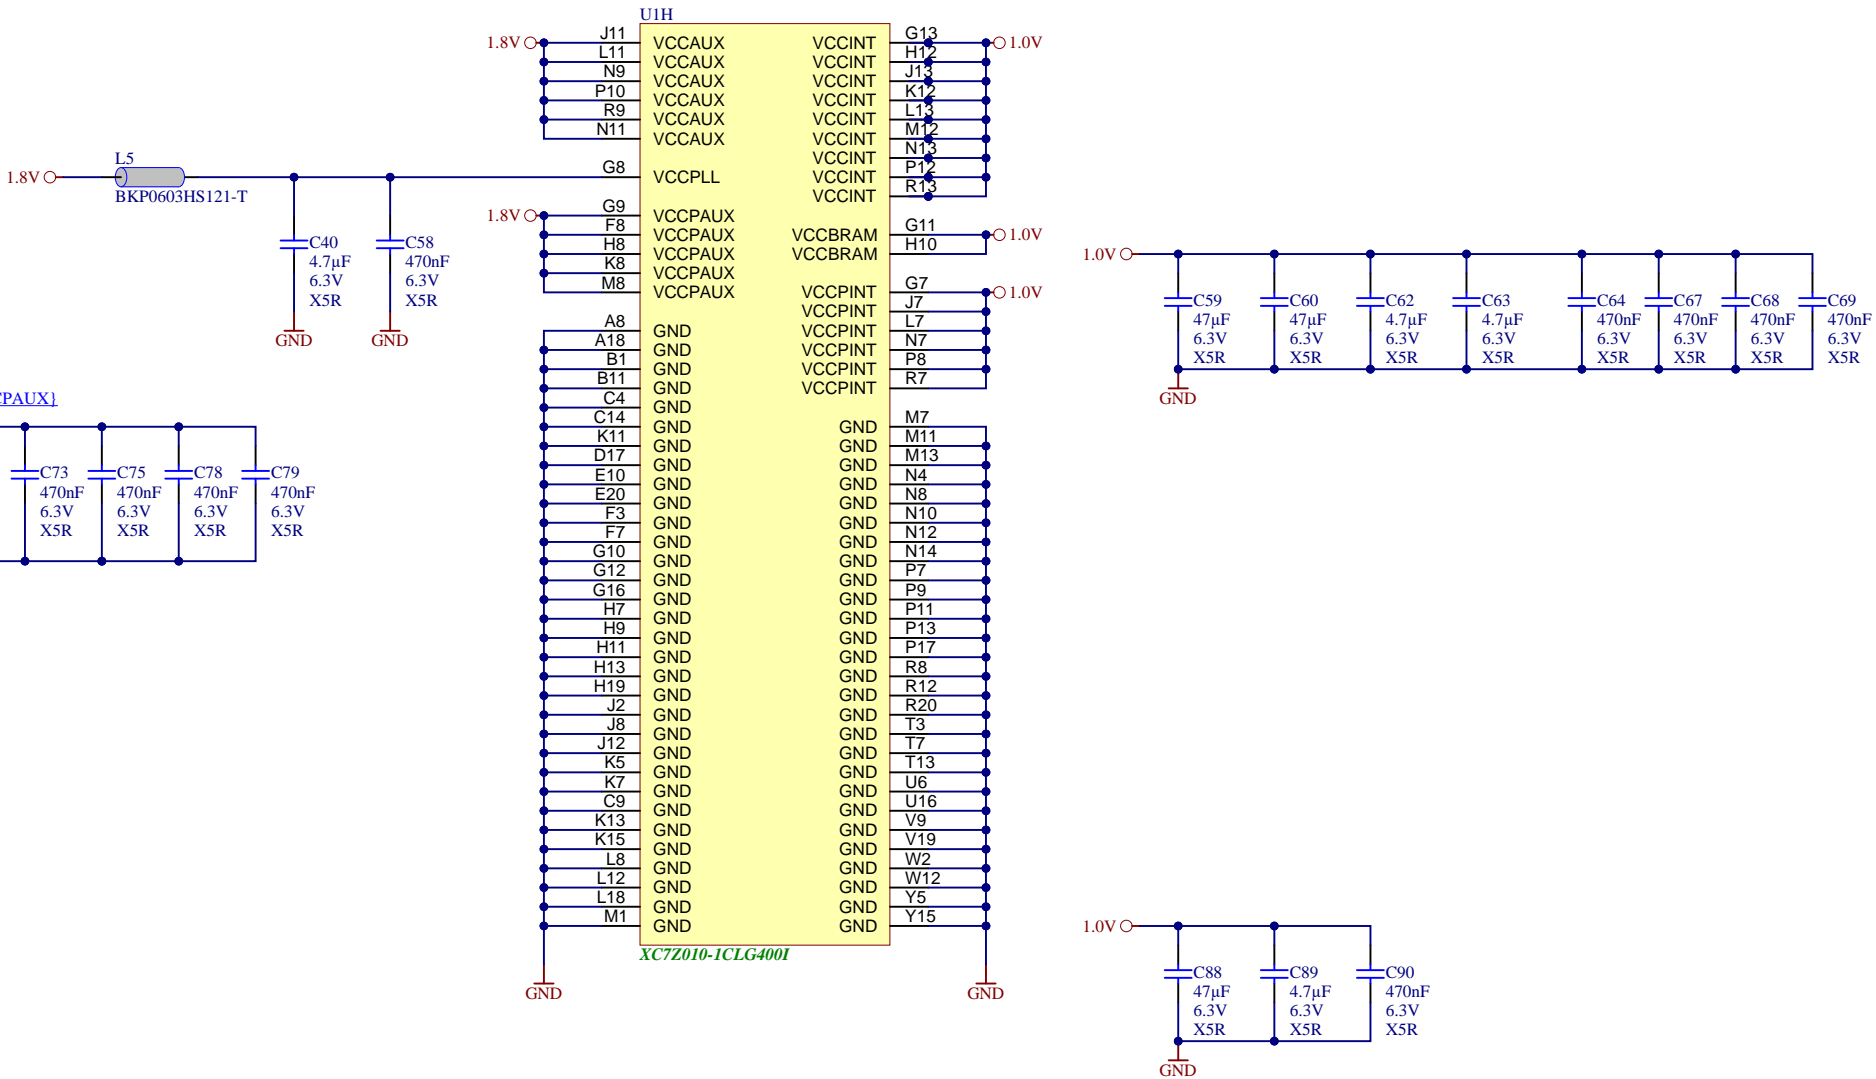 U1H
1.8V
J11 VCCAUX
L11 VCCAUX
N9 VCCAUX
P10 VCCAUX
R9 VCCAUX
N11 VCCAUX
G8 VCCPLL
1.8V
G9 VCCPAUX
F8 VCCPAUX
H8 VCCPAUX
K8 VCCPAUX
M8 VCCPAUX
A8 GND
A18 GND
B1 GND
B11 GND
C4 GND
C14 GND
K11 GND
D17 GND
E10 GND
E20 GND
F3 GND
F7 GND
G10 GND
G12 GND
G16 GND
H7 GND
H9 GND
H11 GND
H13 GND
H19 GND
J2 GND
J8 GND
J12 GND
K5 GND
K7 GND
C9 GND
K13 GND
K15 GND
L8 GND
L12 GND
L18 GND
M1 GND
GND
VCCINT G13
1.0V
VCCINT H12
VCCINT J13
VCCINT K12
VCCINT L13
VCCINT M12
VCCINT N13
VCCINT P12
VCCINT R13
VCCBRAM G11
1.0V
VCCBRAM H10
VCCPINT G7
1.0V
VCCPINT J7
VCCPINT L7
VCCPINT N7
VCCPINT P8
VCCPINT R7
GND M7
GND M11
GND M13
GND N4
GND N8
GND N10
GND N12
GND N14
GND P7
GND P9
GND P11
GND P13
GND P17
GND R8
GND R12
GND R20
GND T3
GND T7
GND T13
GND U6
GND U16
GND V9
GND V19
GND W2
GND W12
GND Y5
GND Y15
GND
XC7Z010-1CLG400I
1.8V
L5
BKP0603HS121-T
C40
4.7µF
6.3V
X5R
GND
C58
470nF
6.3V
X5R
GND
CPAUX}
C73
470nF
6.3V
X5R
C75
470nF
6.3V
X5R
C78
470nF
6.3V
X5R
C79
470nF
6.3V
X5R
1.0V
C59
47µF
6.3V
X5R
C60
47µF
6.3V
X5R
C62
4.7µF
6.3V
X5R
C63
4.7µF
6.3V
X5R
C64
470nF
6.3V
X5R
C67
470nF
6.3V
X5R
C68
470nF
6.3V
X5R
C69
470nF
6.3V
X5R
GND
1.0V
C88
47µF
6.3V
X5R
C89
4.7µF
6.3V
X5R
C90
470nF
6.3V
X5R
GND